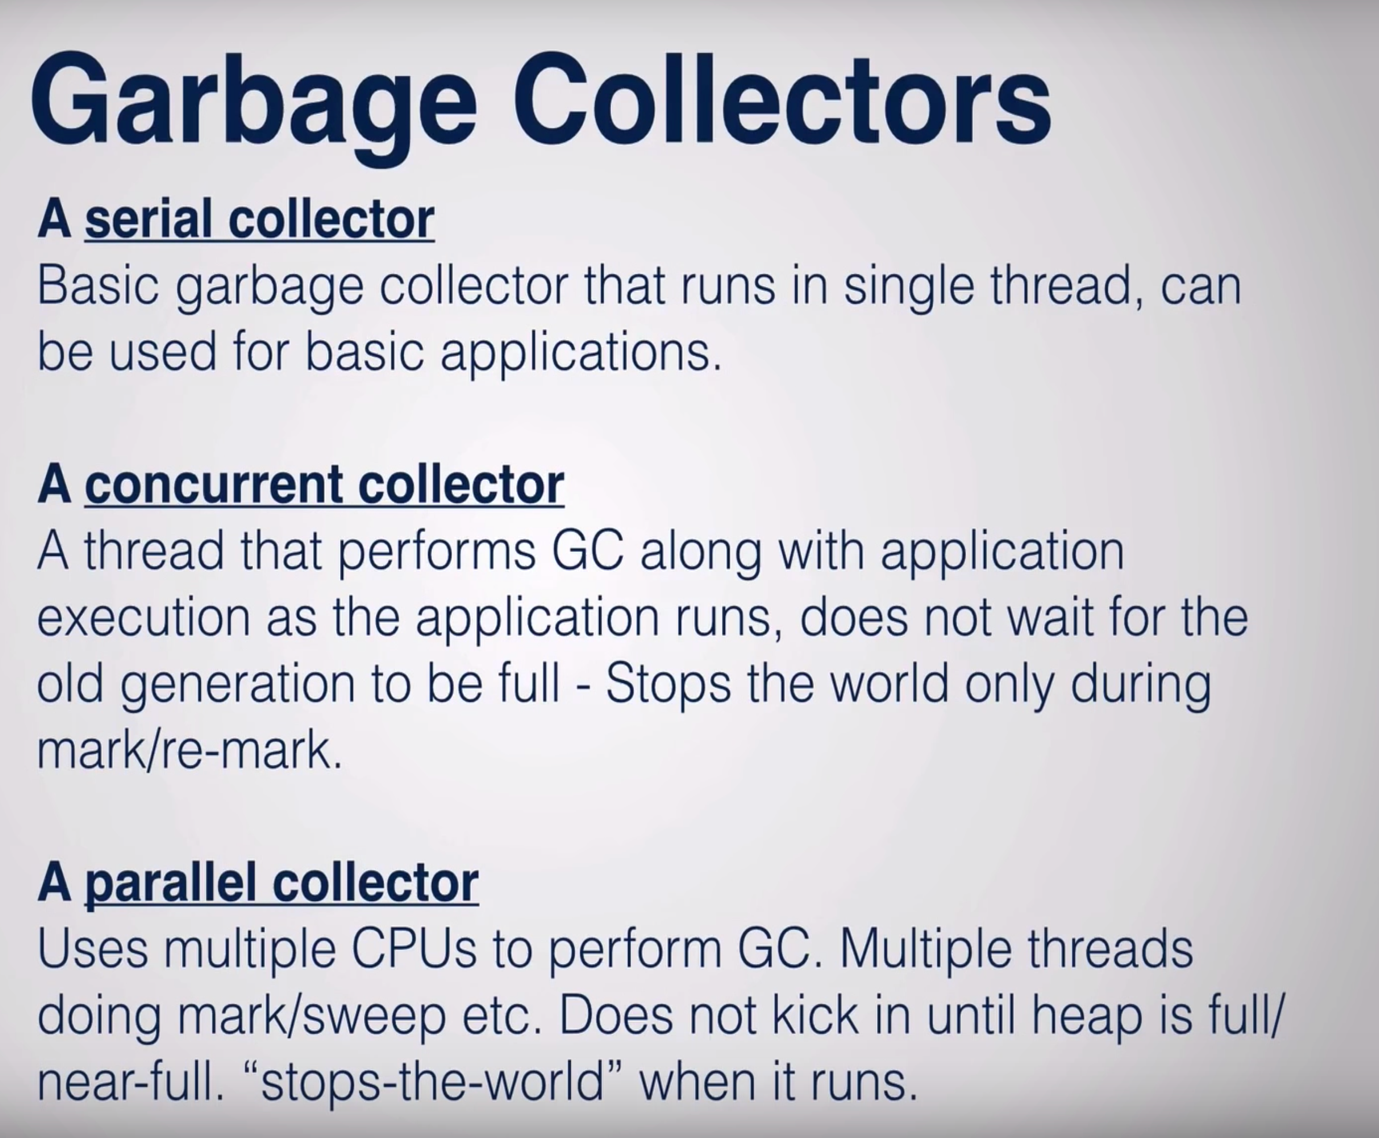 Garbage Collectors
A serial collector
Basic garbage collector that runs in single thread, can
be used for basic applications.
A concurrent collector
A thread that performs GC along with application
execution as the application runs, does not wait for the
old generation to be full - Stops the world only during
mark/re-mark.
A parallel collector
Uses multiple CPUs to perform GC. Multiple threads
doing mark/sweep etc. Does not kick in until heap is full/
near-full. “stops-the-world” when it runs.